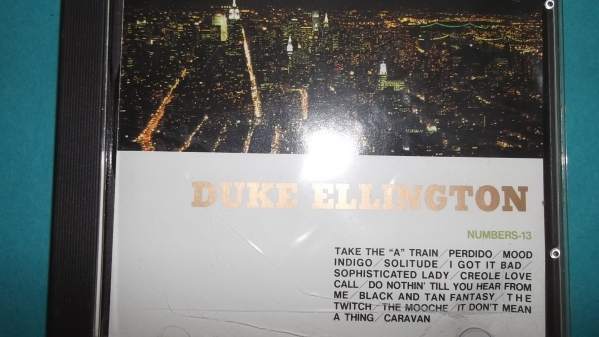 DUKE ELLINGTON
NUMBERS-13
TAKE THE "A" TRAIN/PERDIDO/MOOD
INDIGO/SOLITUDE/I GOT IT BAD/
SOPHISTICATED LADY/CREOLE LOVE
CALL/DO NOTHIN' TILL YOU HEAR FROM
ME/BLACK AND TAN FANTASY/THE
TWITCH/THE MOOCHE/IT DON'T MEAN
A THING/CARAVAN